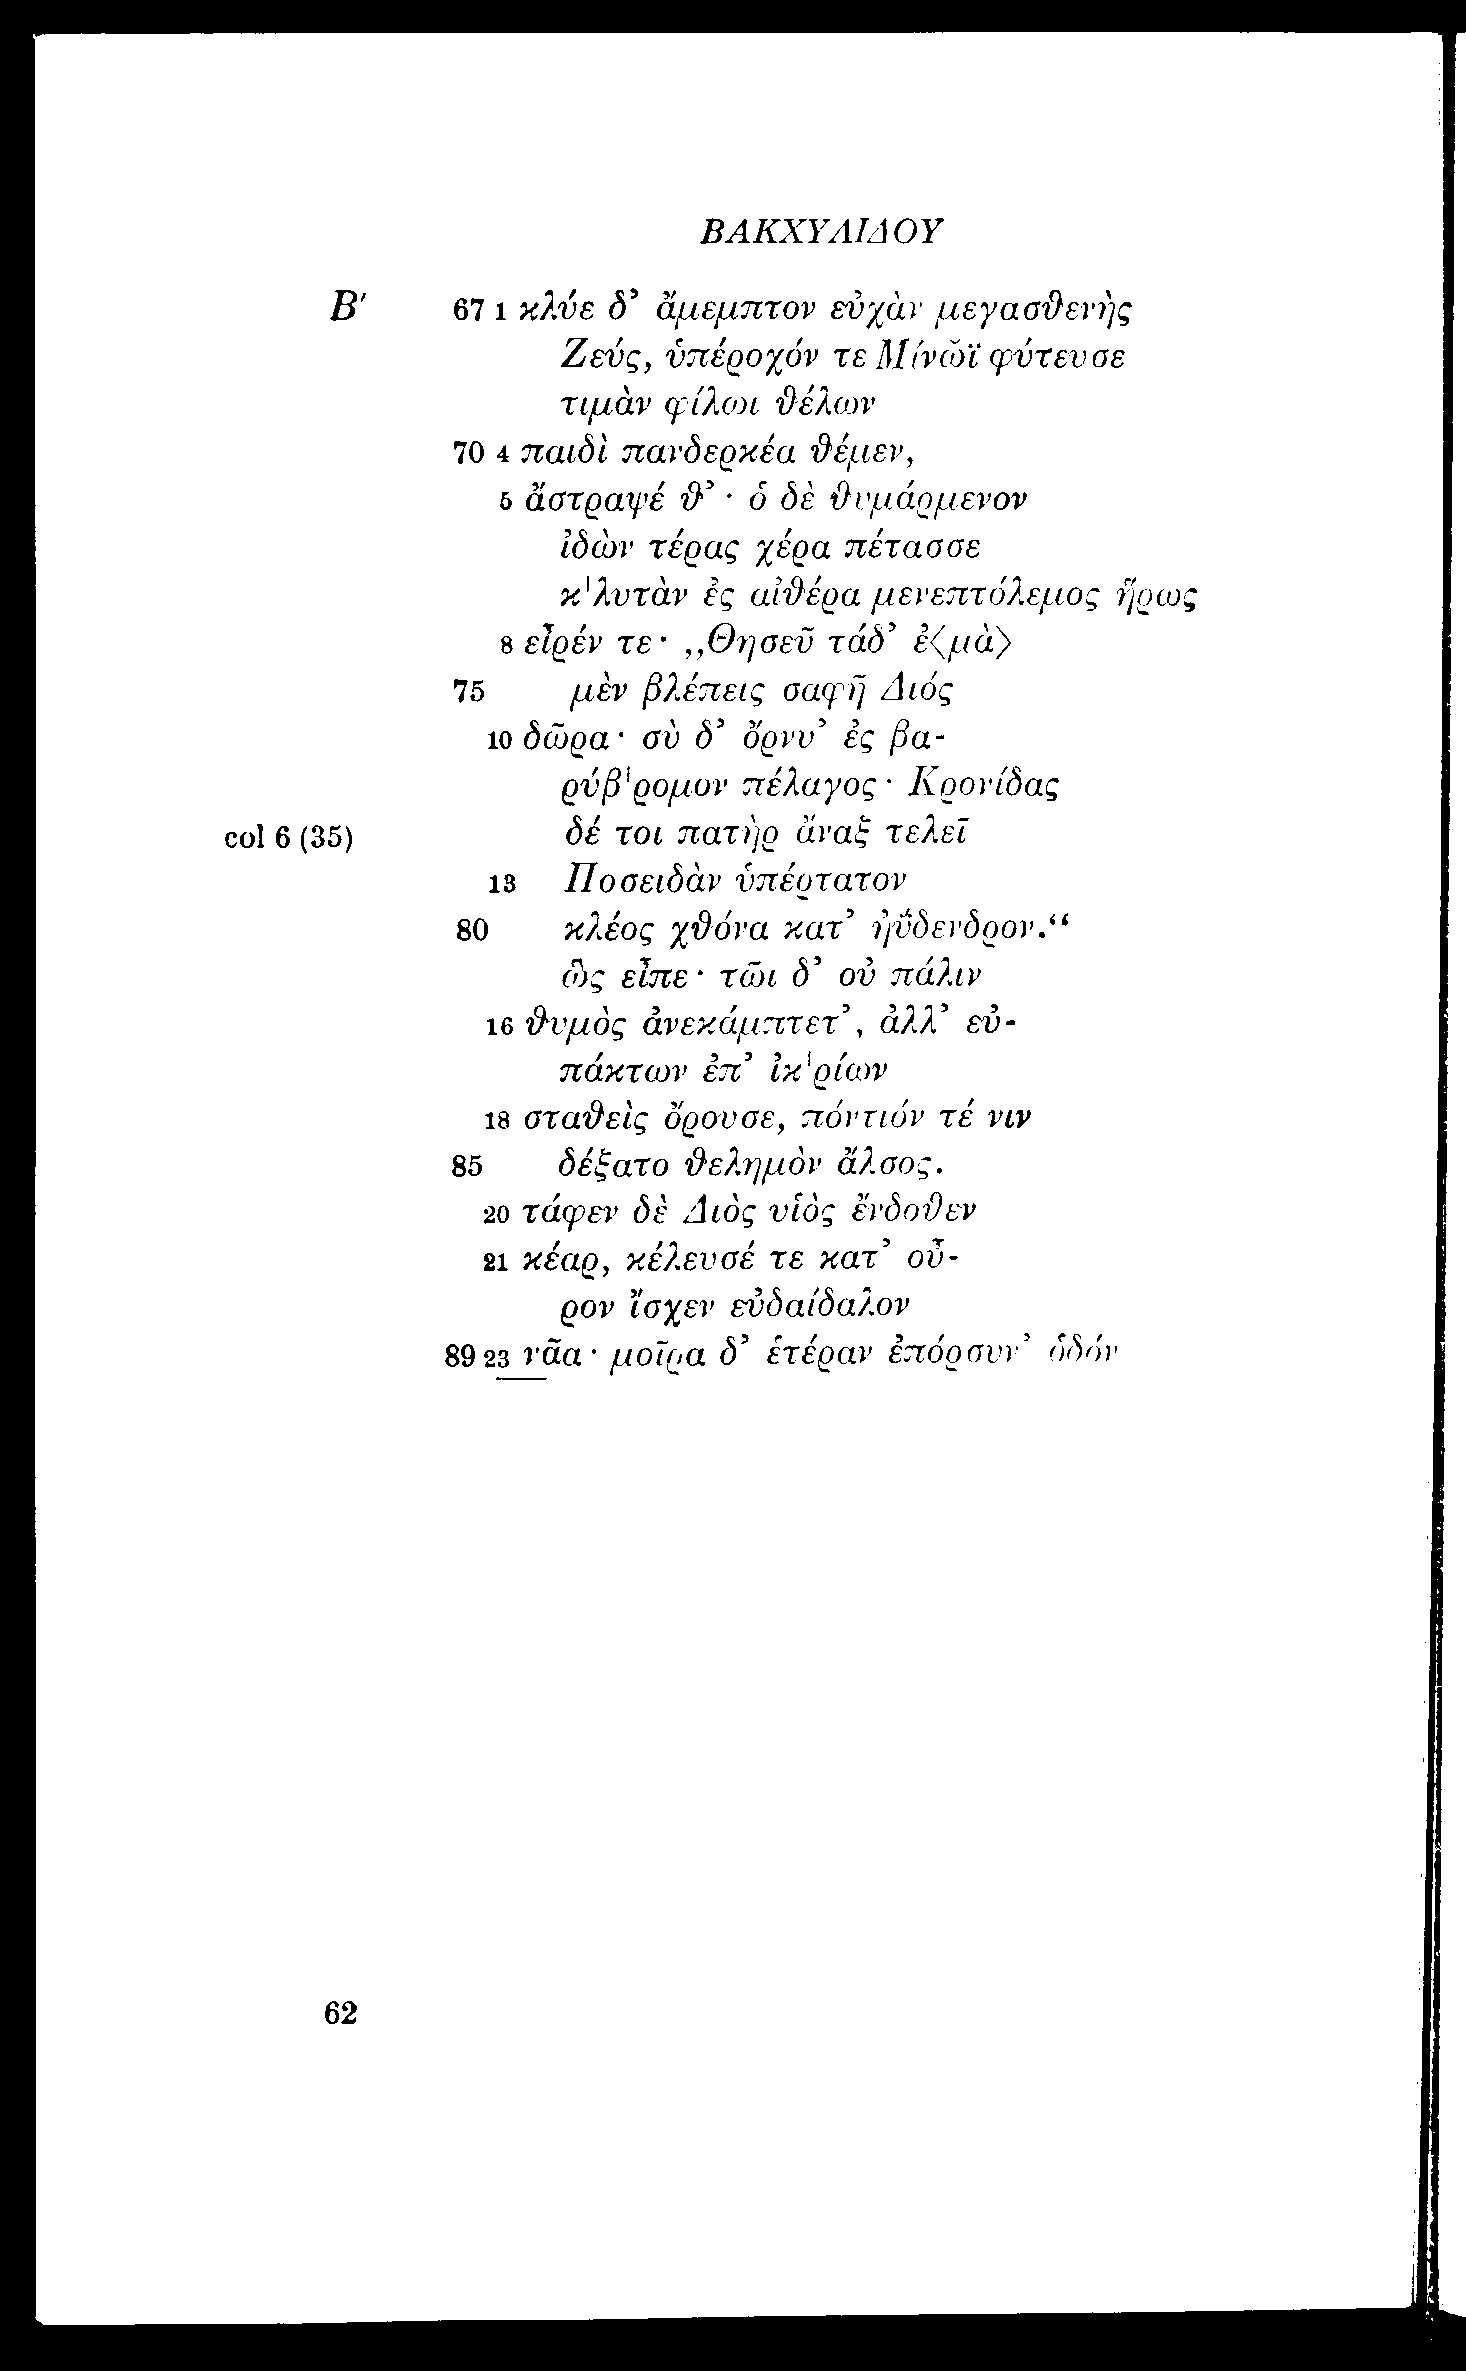 ΒΑΚΧΥΛΙΔΟΥ
Β′ 67 1 κλύε δ’ ἄμεμπτον εὐχὰν μεγασθενὴς
Ζεύς, ὑπέροχόν τε Μίνῳ̆ϊ φύτευσε
τιμὰν φίλωι θέλων
70 4 παιδὶ πανδερκέα θέμεν,
5 ἄστραψέ θ’· ὁ δὲ θυμάρμενον
ἰδὼν τέρας χέρα πέτασσε
κ'λυτὰν ἐς αἰθέρα μενεπτόλεμος ἥρως
8 εἶρέν τε· „Θησεῦ τάδ’ ἐ⟨μὰ⟩
75 μὲν βλέπεις σαφῆ Διός
10 δῶρα· σὺ δ’ ὄρνυ’ ἐς βα-
ρύβ'ρομον πέλαγος· Κρονίδας
col 6 (35) δέ τοι πατὴρ ἄναξ τελεῖ
13 Ποσειδὰν ὑπέρτατον
80 κλέος χθόνα κατ’ ἠΰδενδρον.“
ὣς εἶπε· τῶι δ’ οὐ πάλιν
16 θυμὸς ἀνεκάμπτετ’, ἀλλ’ εὐ-
πάκτων ἐπ’ ἰκ'ρίων
18 σταθεὶς ὄρουσε, πόντιόν τέ νιν
85 δέξατο θελημὸν ἄλσος.
20 τάφεν δὲ Διὸς υἱὸς ἔνδοθεν
21 κέαρ, κέλευσέ τε κατ’ οὖ-
ρον ἴσχεν εὐδαίδαλον
89 23 νᾶα· μοῖρα δ’ ἑτέραν ἐπόρσυν’ ὁδόν
62